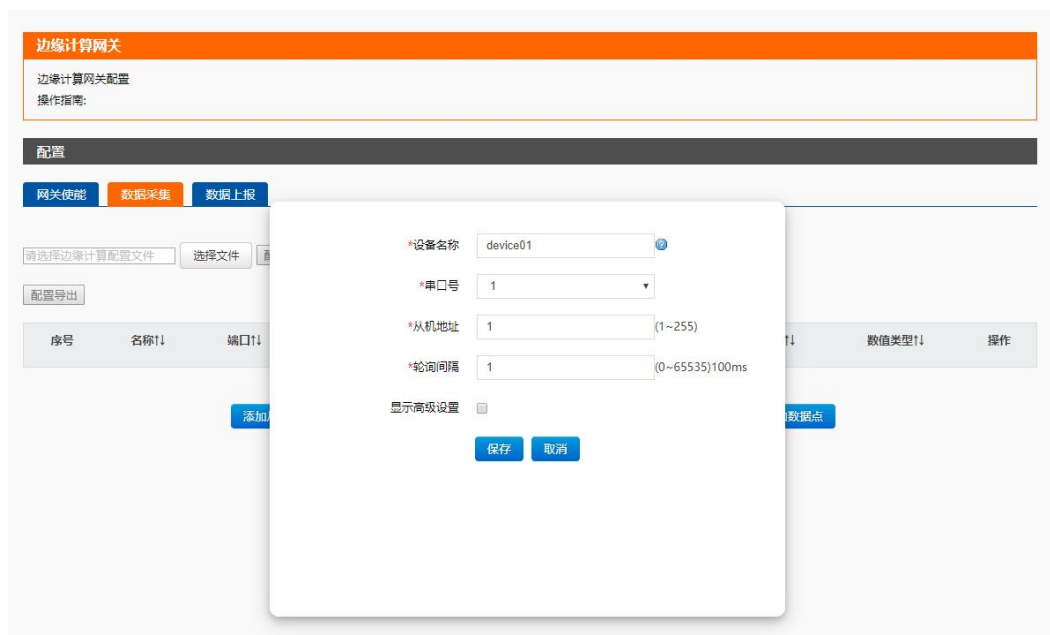 边缘计算网关
边缘计算网关配置
操作指南:
配置
网关使能 数据采集 数据上报
请选择边缘计算配置文件 选择文件
配置导出
序号 名称↑↓ 端口↑↓ ↑↓ 数值类型↑↓ 操作
添加 数据点
*设备名称 device01
*串口号 1
*从机地址 1 (1~255)
*轮询间隔 1 (0~65535)100ms
显示高级设置
保存 取消